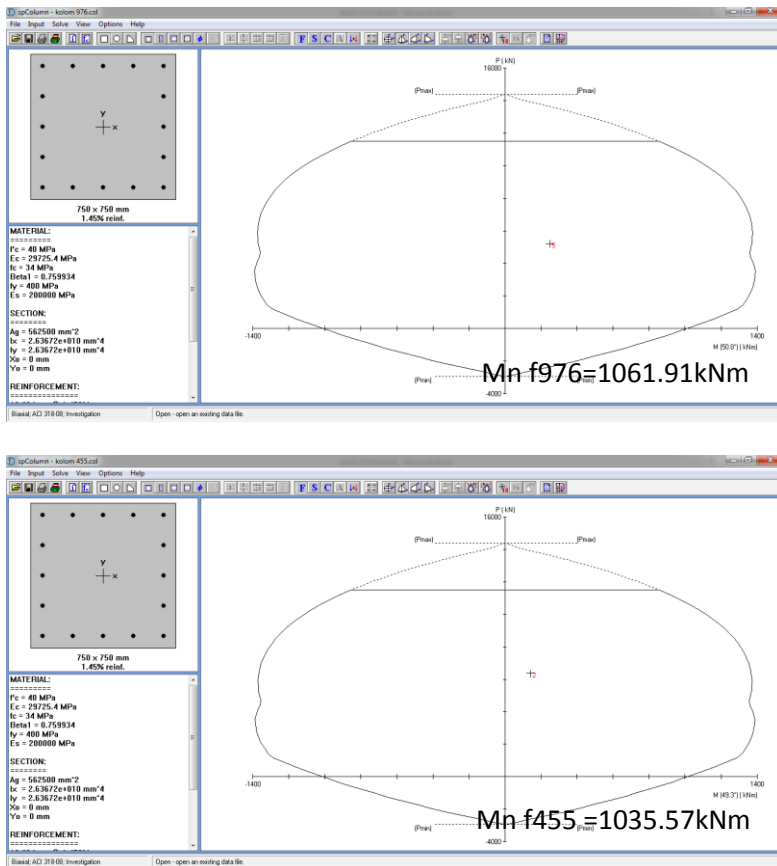 spColumn - kolom 976.col
File Input Solve View Options Help
F S C
P ( kN)
16000
(Pmax)
(Pmax)
y
x
750 x 750 mm
1.45% reinf.
MATERIAL:
=========
f'c = 40 MPa
Ec = 29725.4 MPa
fc = 34 MPa
Beta1 = 0.759934
fy = 400 MPa
Es = 200000 MPa
SECTION:
========
Ag = 562500 mm^2
Ix = 2.63672e+010 mm^4
Iy = 2.63672e+010 mm^4
Xo = 0 mm
Yo = 0 mm
REINFORCEMENT:
===============
5
-1400
1400
M (50.8°) ( kNm)
(Pmin)
(Pmin)
-4000
Mn f976=1061.91kNm
Biaxial; ACI 318-08; Investigation
Open - open an existing data file.
spColumn - kolom 455.col
File Input Solve View Options Help
F S C
P ( kN)
16000
(Pmax)
(Pmax)
y
x
750 x 750 mm
1.45% reinf.
MATERIAL:
=========
f'c = 40 MPa
Ec = 29725.4 MPa
fc = 34 MPa
Beta1 = 0.759934
fy = 400 MPa
Es = 200000 MPa
SECTION:
========
Ag = 562500 mm^2
Ix = 2.63672e+010 mm^4
Iy = 2.63672e+010 mm^4
Xo = 0 mm
Yo = 0 mm
REINFORCEMENT:
2
-1400
1400
M (49.3°) ( kNm)
(Pmin)
(Pmin)
-4000
Mn f455 =1035.57kNm
Biaxial; ACI 318-08; Investigation
Open - open an existing data file.